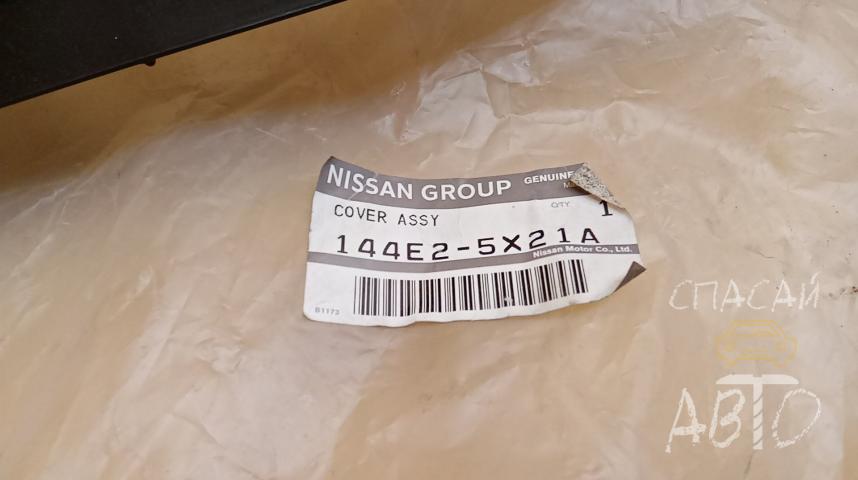 NISSAN GROUP GENUINE
COVER ASSY QTY 1
144E2-5X21A
Nissan Motor Co., Ltd.
B1173
СПАСАЙ
АВТО